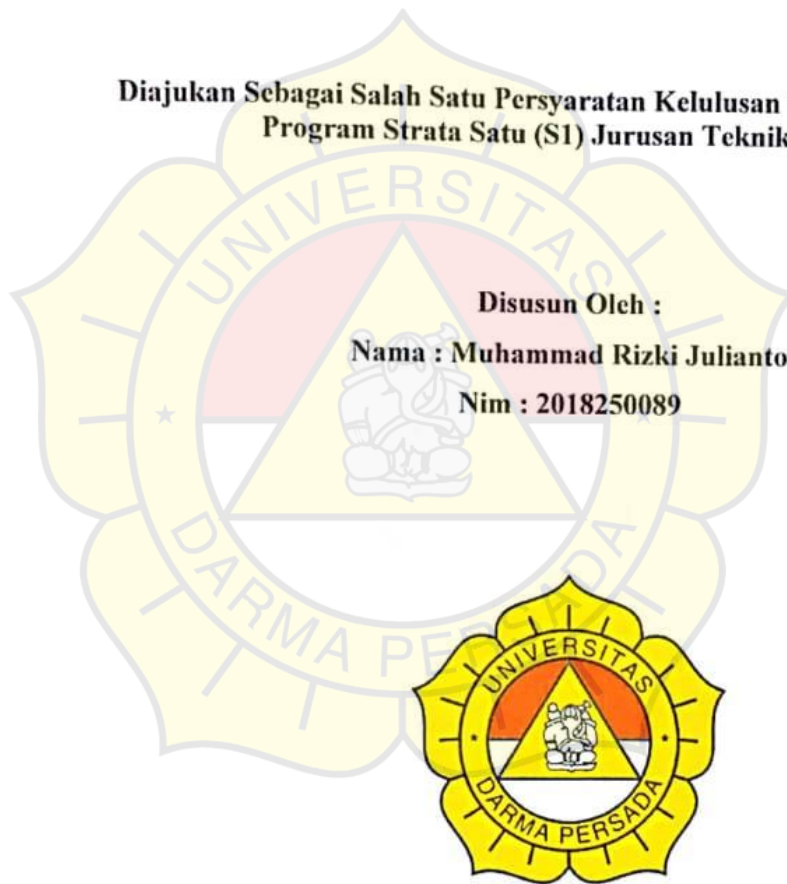 Diajukan Sebagai Salah Satu Persyaratan Kelulusan
Program Strata Satu (S1) Jurusan Teknik
UNIVERSITAS
DARMA PERSADA
Disusun Oleh :
Nama : Muhammad Rizki Julianto
Nim : 2018250089
UNIVERSITAS
DARMA PERSADA